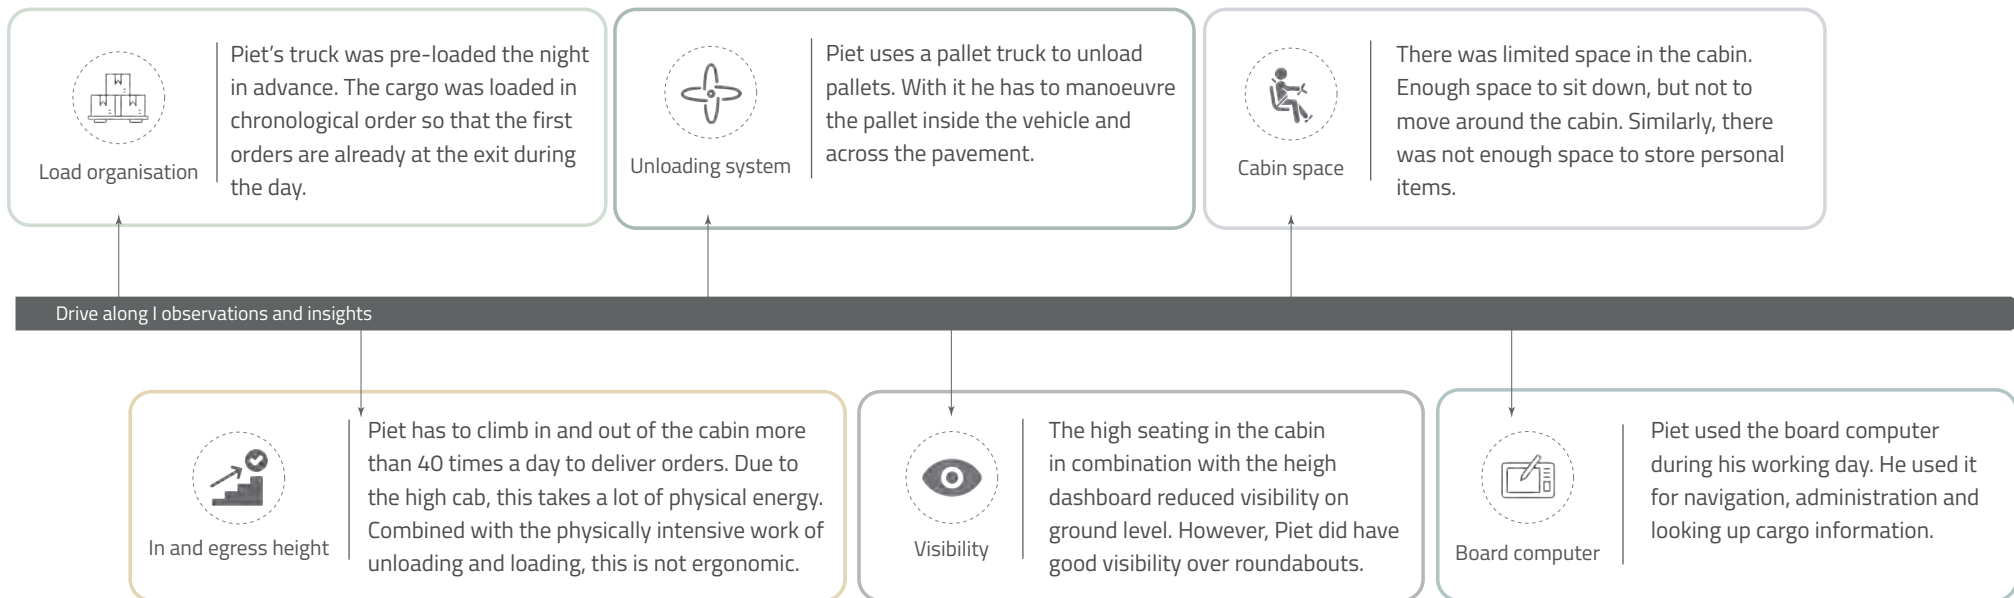 Load organisation
Piet's truck was pre-loaded the night
in advance. The cargo was loaded in
chronological order so that the first
orders are already at the exit during
the day.
Unloading system
Piet uses a pallet truck to unload
pallets. With it he has to manoeuvre
the pallet inside the vehicle and
across the pavement.
Cabin space
There was limited space in the cabin.
Enough space to sit down, but not to
move around the cabin. Similarly, there
was not enough space to store personal
items.
Drive along I observations and insights
In and egress height
Piet has to climb in and out of the cabin more
than 40 times a day to deliver orders. Due to
the high cab, this takes a lot of physical energy.
Combined with the physically intensive work of
unloading and loading, this is not ergonomic.
Visibility
The high seating in the cabin
in combination with the heigh
dashboard reduced visibility on
ground level. However, Piet did have
good visibility over roundabouts.
Board computer
Piet used the board computer
during his working day. He used it
for navigation, administration and
looking up cargo information.